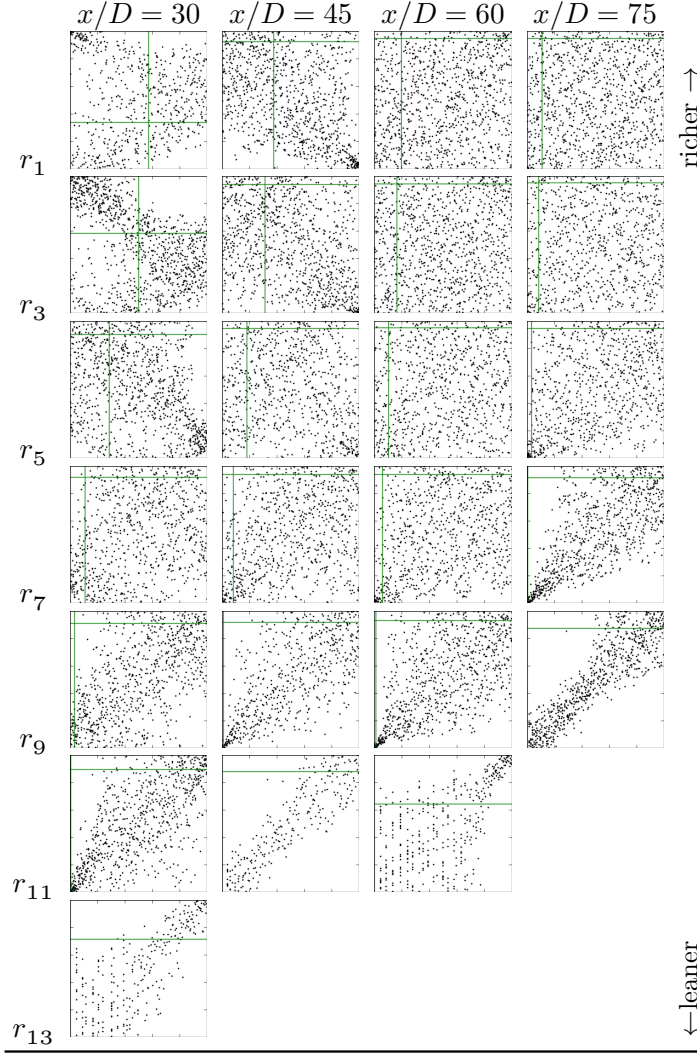 x/D = 30 x/D = 45 x/D = 60 x/D = 75
richer →
r1
r3
r5
r7
r9
r11
r13
←leaner